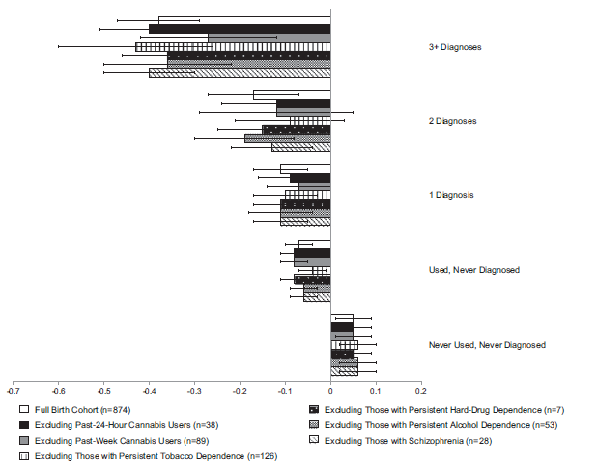 3+ Diagnoses
2 Diagnoses
1 Diagnosis
Used, Never Diagnosed
Never Used, Never Diagnosed
-0.7 -0.6 -0.5 -0.4 -0.3 -0.2 -0.1 0 0.1 0.2
Full Birth Cohort (n=874)
Excluding Past-24-Hour Cannabis Users (n=38)
Excluding Past-Week Cannabis Users (n=89)
Excluding Those with Persistent Tobacco Dependence (n=126)
Excluding Those with Persistent Hard-Drug Dependence (n=7)
Excluding Those with Persistent Alcohol Dependence (n=53)
Excluding Those with Schizophrenia (n=28)